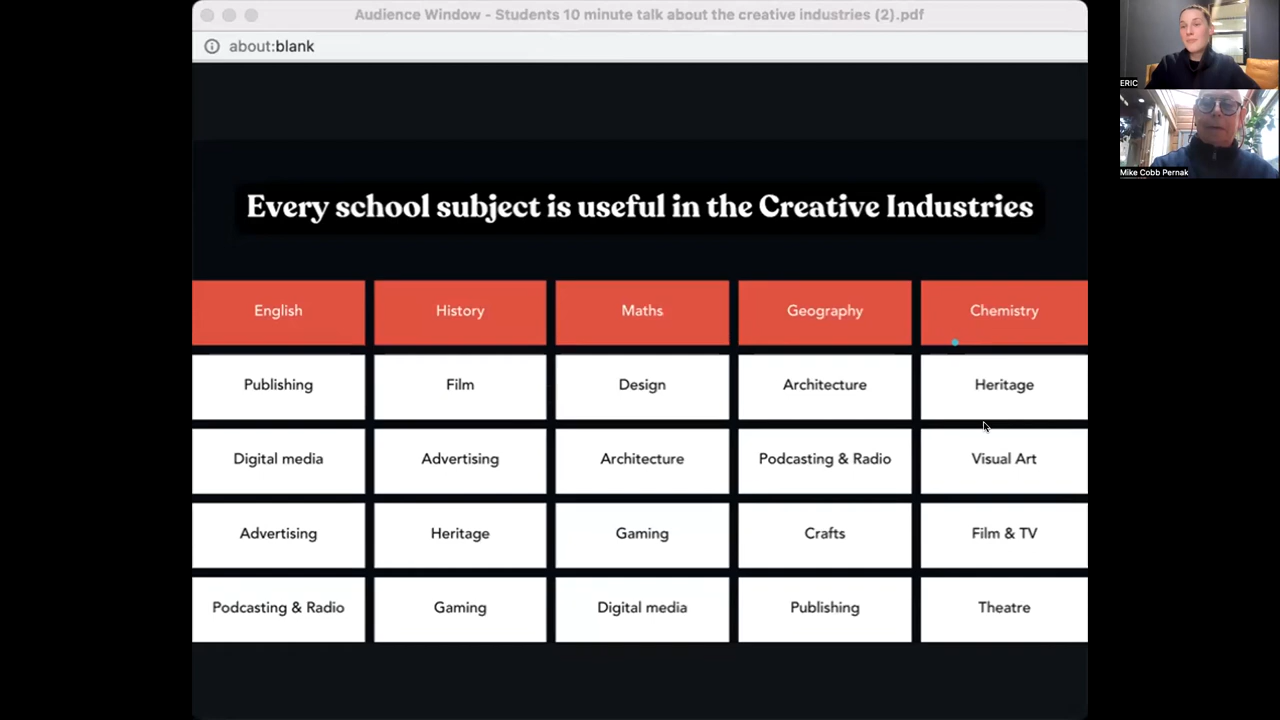 Audience Window - Students 10 minute talk about the creative industries (2).pdf
about:blank
ERIC
Mike Cobb Pernak
Every school subject is useful in the Creative Industries
English History Maths Geography Chemistry
Publishing Film Design Architecture Heritage
Digital media Advertising Architecture Podcasting & Radio Visual Art
Advertising Heritage Gaming Crafts Film & TV
Podcasting & Radio Gaming Digital media Publishing Theatre